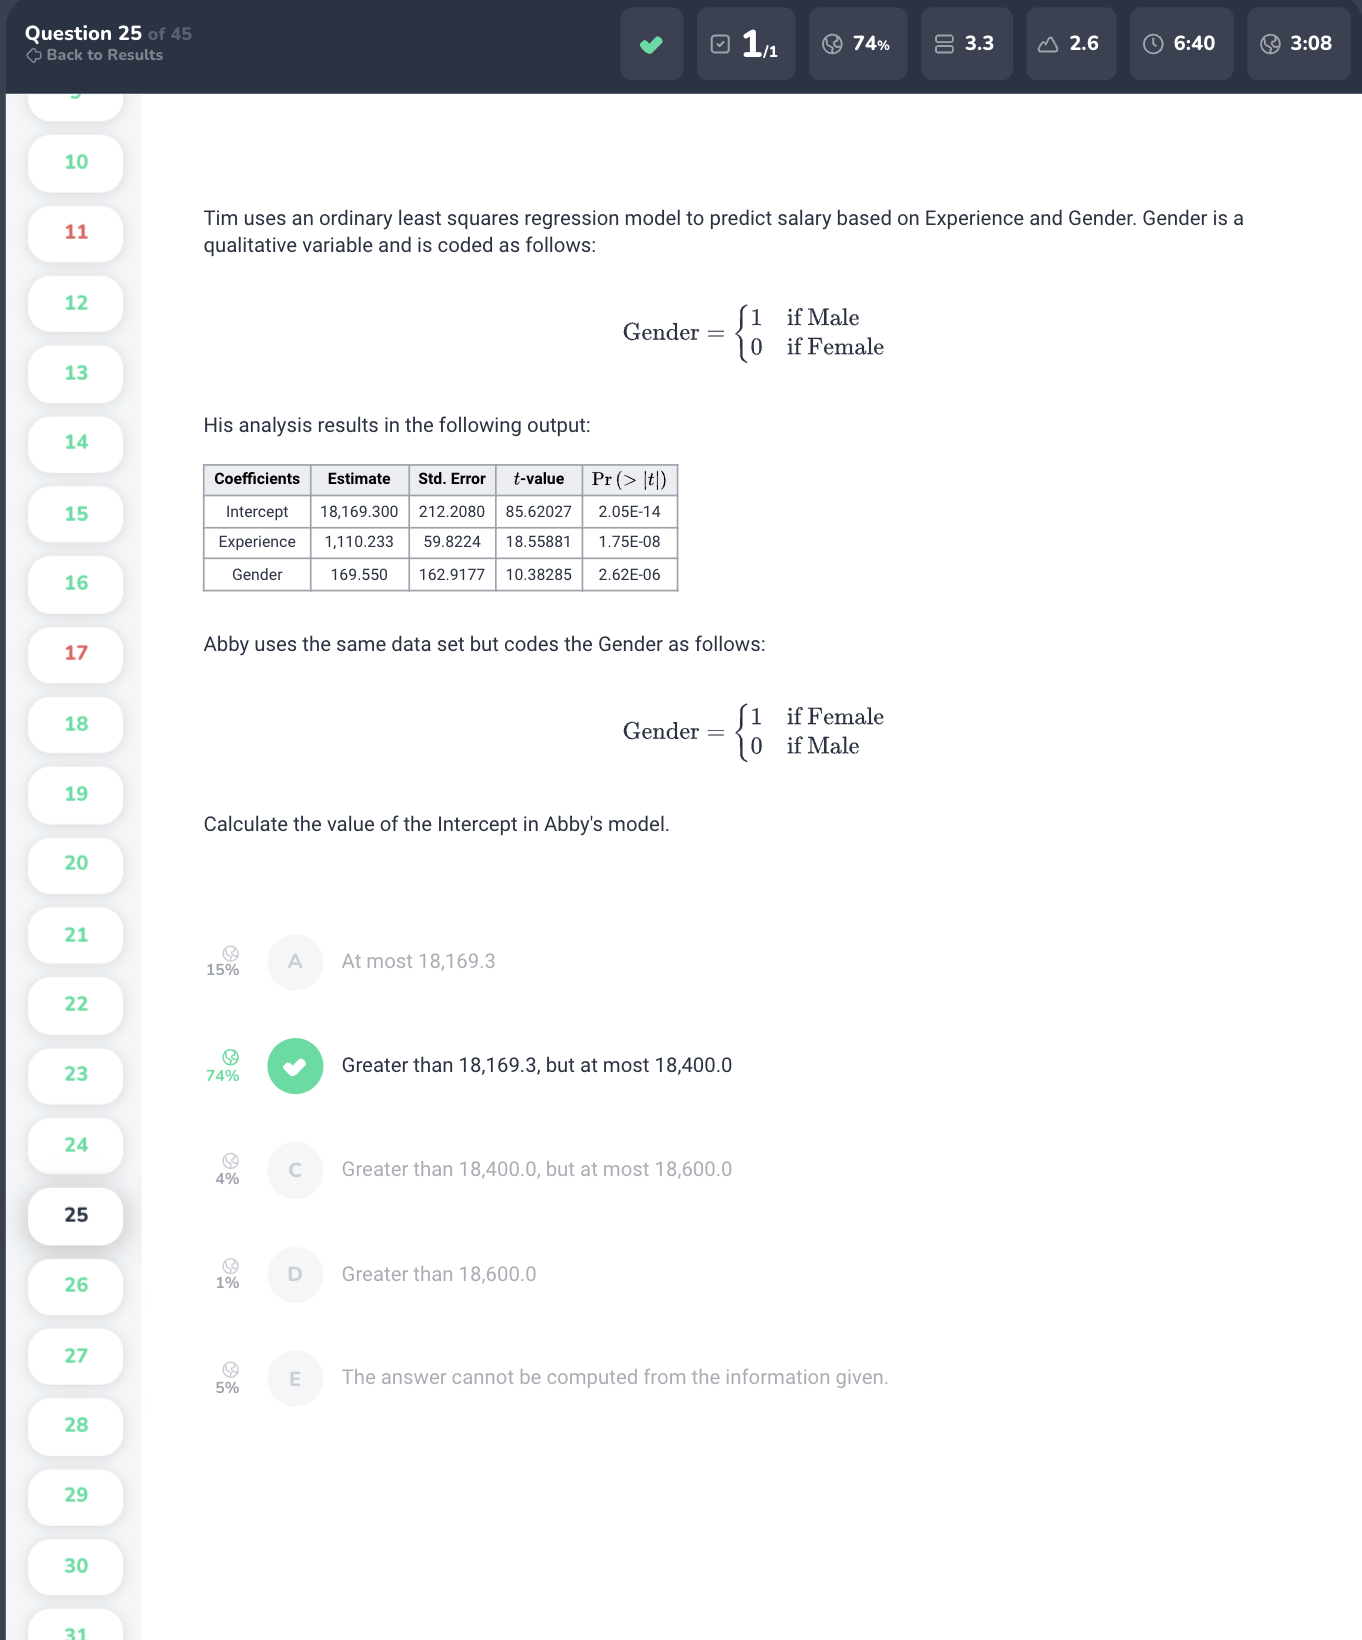 Question 25 of 45
Back to Results
1/1
74%
3.3
2.6
6:40
3:08
10
11
12
13
14
15
16
17
18
19
20
21
22
23
24
25
26
27
28
29
30
31
Tim uses an ordinary least squares regression model to predict salary based on Experience and Gender. Gender is a
qualitative variable and is coded as follows:
Gender = { 1 if Male
0 if Female
His analysis results in the following output:
Coefficients Estimate Std. Error t-value Pr (> |t|)
Intercept 18,169.300 212.2080 85.62027 2.05E-14
Experience 1,110.233 59.8224 18.55881 1.75E-08
Gender 169.550 162.9177 10.38285 2.62E-06
Abby uses the same data set but codes the Gender as follows:
Gender = { 1 if Female
0 if Male
Calculate the value of the Intercept in Abby's model.
15% A At most 18,169.3
74% Greater than 18,169.3, but at most 18,400.0
4% C Greater than 18,400.0, but at most 18,600.0
1% D Greater than 18,600.0
5% E The answer cannot be computed from the information given.